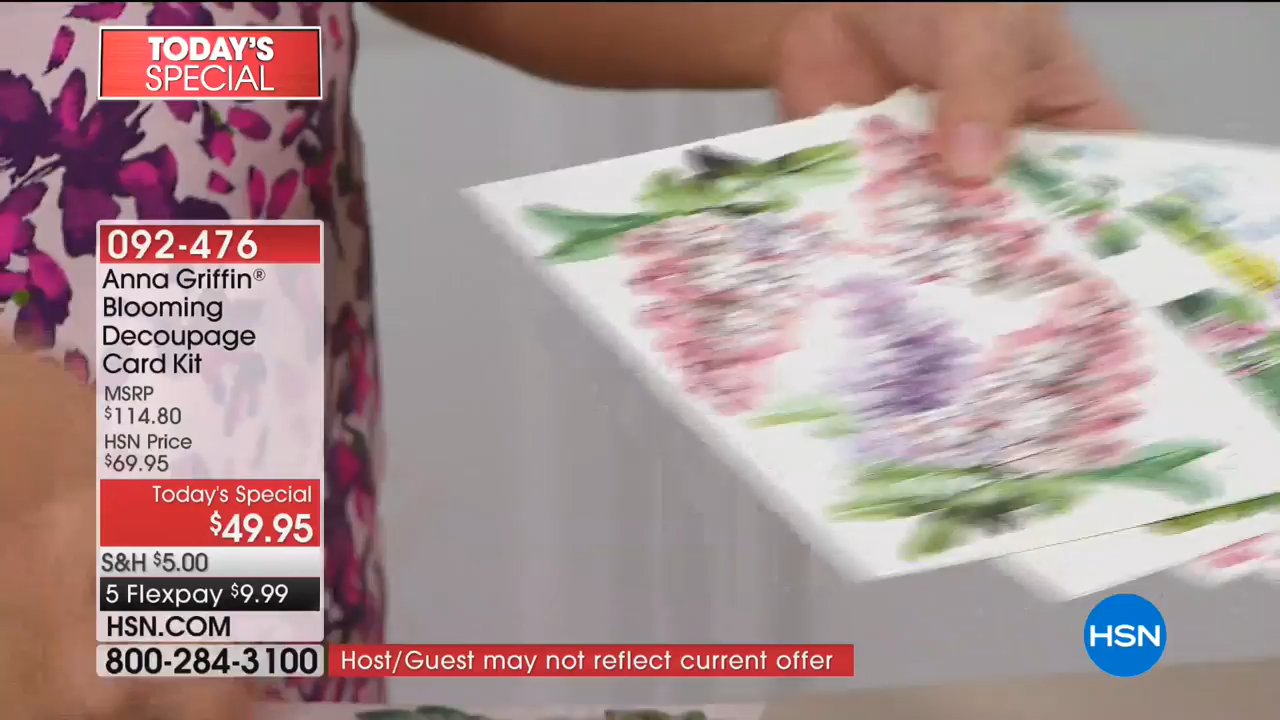 TODAY'S
SPECIAL
092-476
Anna Griffin®
Blooming
Decoupage
Card Kit
MSRP
$114.80
HSN Price
$69.95
Today's Special
$49.95
S&H $5.00
5 Flexpay $9.99
HSN.COM
800-284-3100
Host/Guest may not reflect current offer
HSN